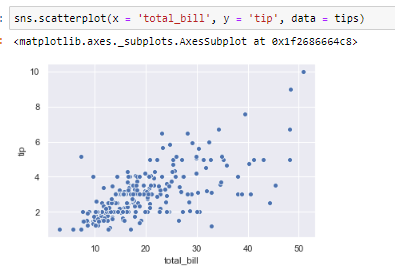 sns.scatterplot(x = 'total_bill', y = 'tip', data = tips)
<matplotlib.axes._subplots.AxesSubplot at 0x1f2686664c8>
10
8
6
4
2
tip
10 20 30 40 50
total_bill